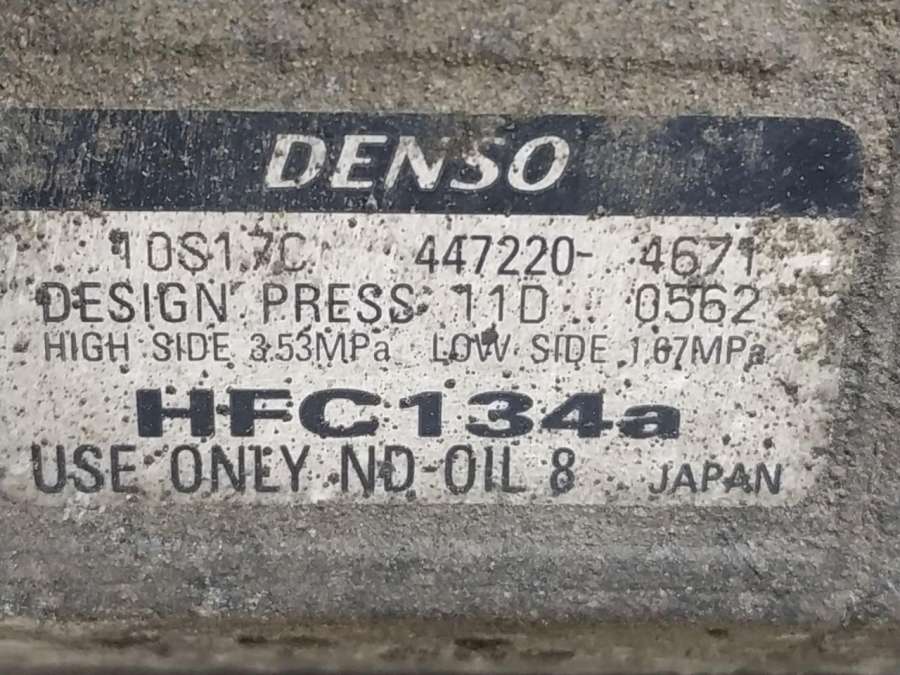 DENSO
10S17C 447220-4671
DESIGN PRESS 11D 0562
HIGH SIDE 3.53MPa LOW SIDE 1.67MPa
HFC134a
USE ONLY ND-OIL 8 JAPAN